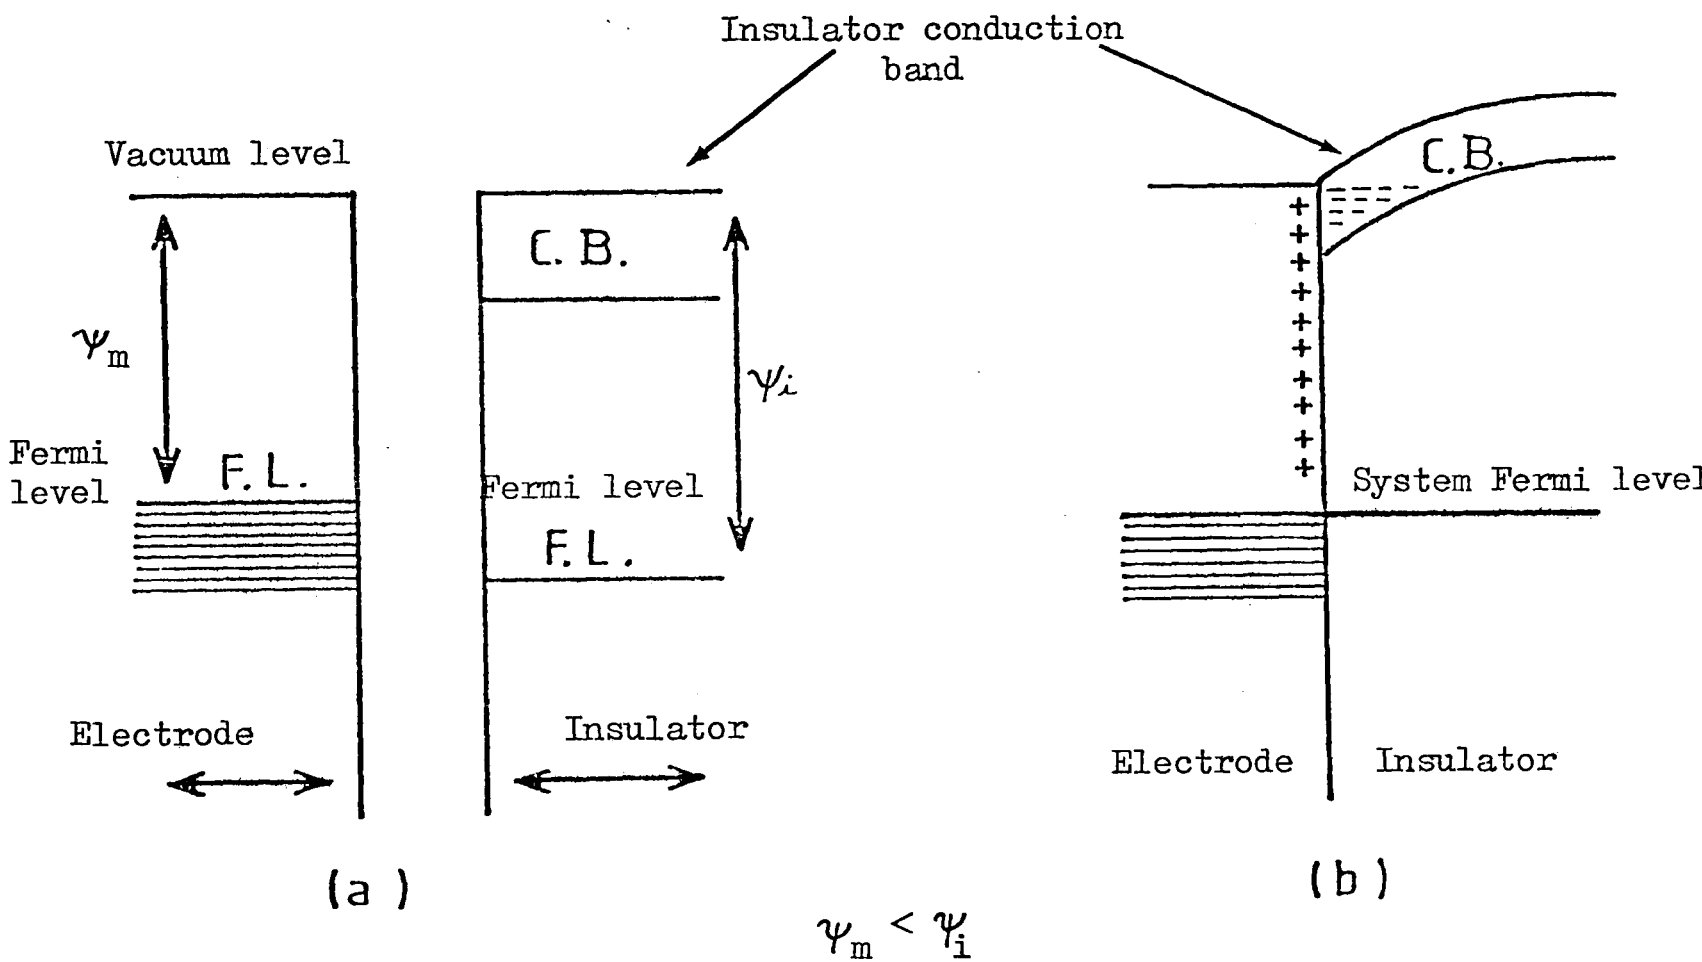 Insulator conduction
band
Vacuum level
C.B.
C.B.
ψm
ψi
Fermi
level
F.L.
Fermi level
F.L.
System Fermi level
+
+
+
+
+
+
+
+
+
+
Electrode
Insulator
Electrode
Insulator
(a)
(b)
ψm < ψi